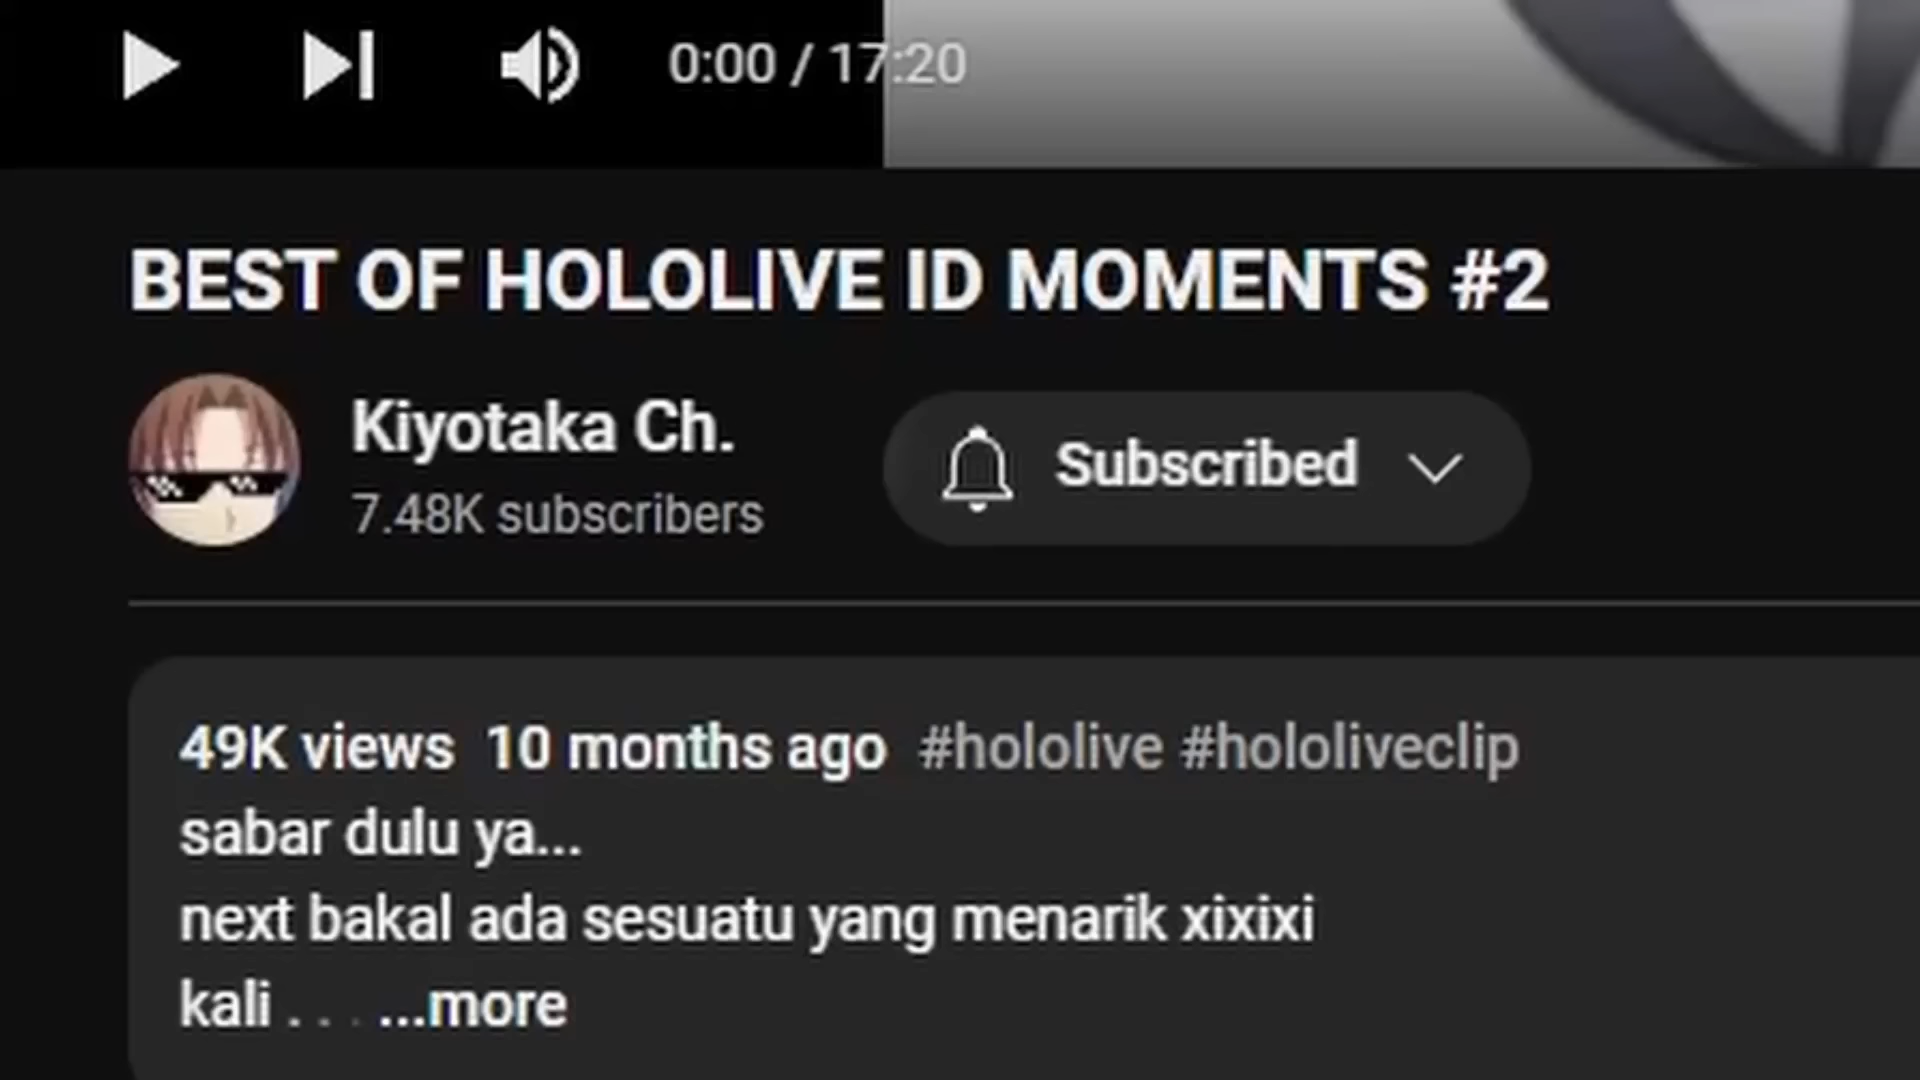 0:00 / 17:20
BEST OF HOLOLIVE ID MOMENTS #2
Kiyotaka Ch.
7.48K subscribers
Subscribed
49K views 10 months ago #hololive #hololiveclip
sabar dulu ya...
next bakal ada sesuatu yang menarik xixixi
kali . . . ...more